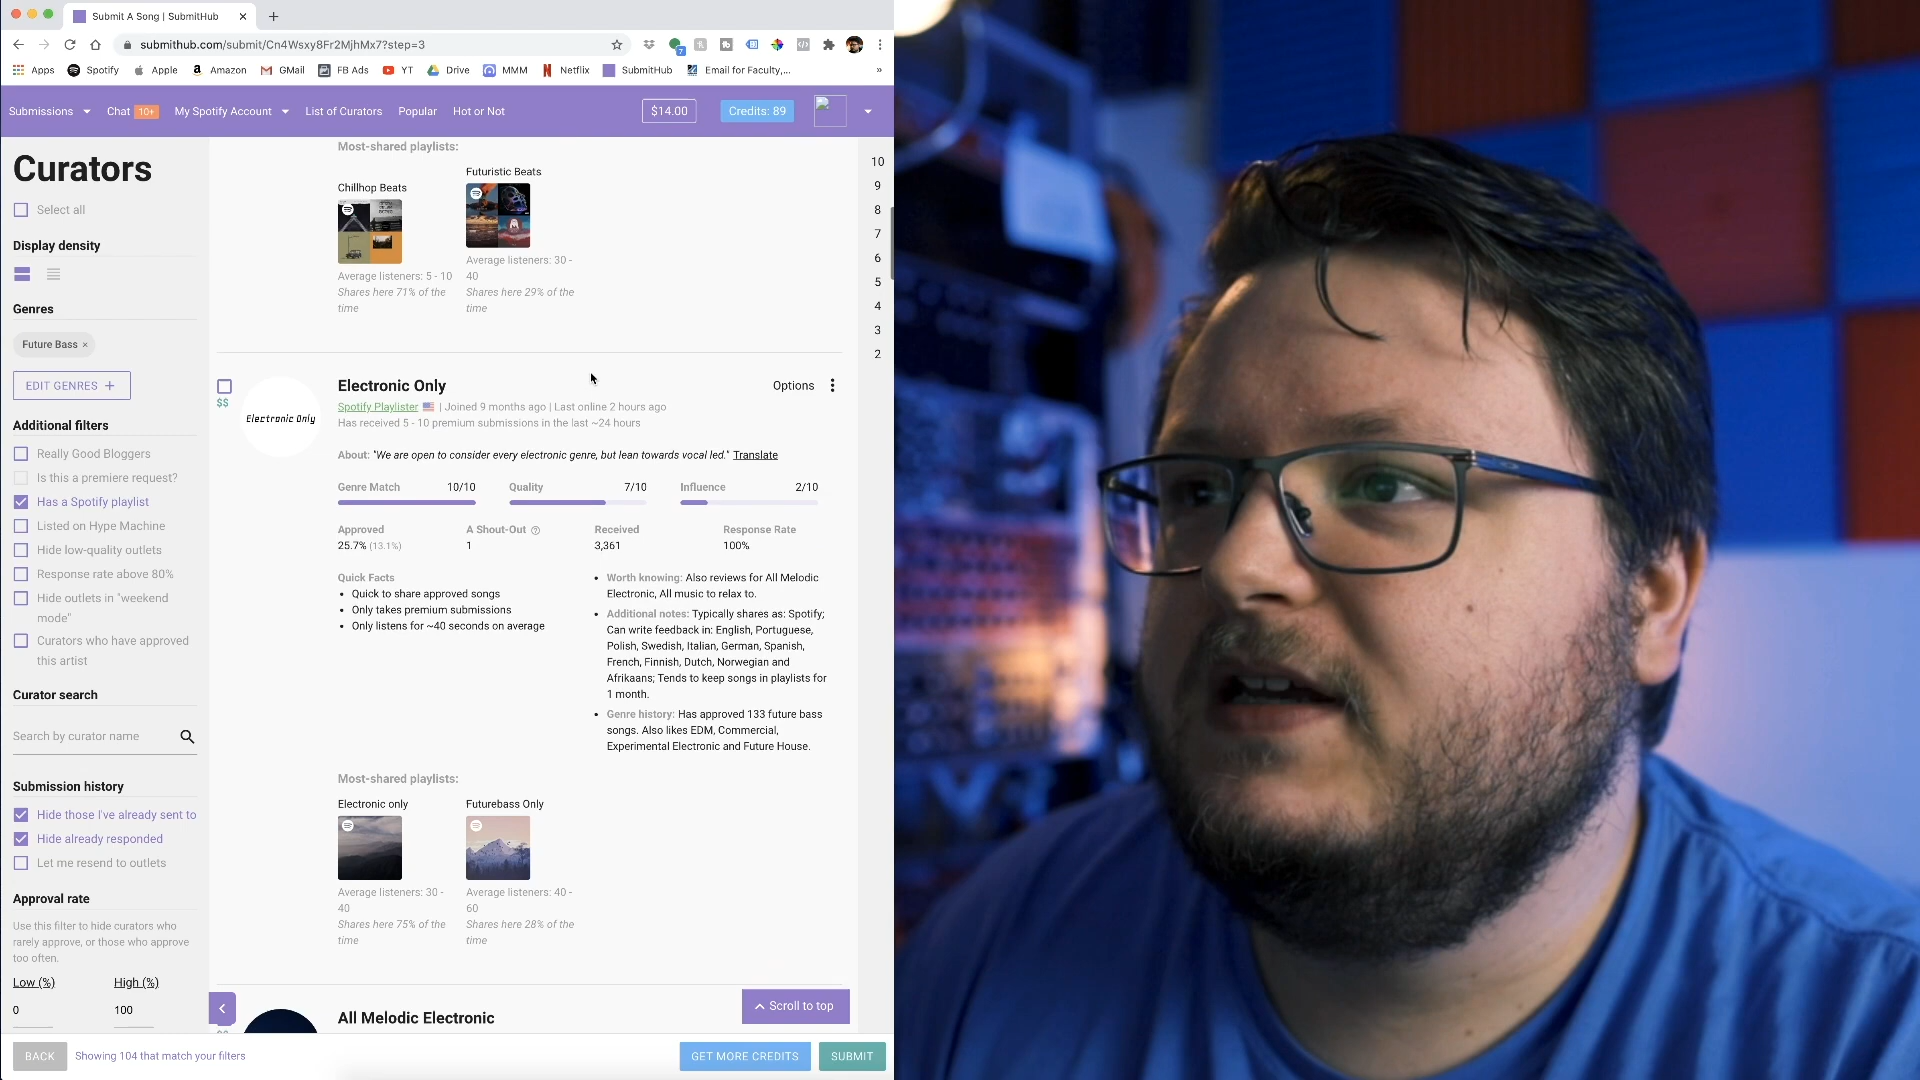 Submit A Song | SubmitHub
submithub.com/submit/Cn4Wsxy8Fr2MjhMx7?step=3
7
Apps Spotify Apple Amazon GMail FB Ads YT Drive MMM Netflix SubmitHub Email for Faculty,... »
Submissions Chat 10+ My Spotify Account List of Curators Popular Hot or Not $14.00 Credits: 89
Curators
Select all
Display density
Genres
Future Bass ×
EDIT GENRES +
Additional filters
Really Good Bloggers
Is this a premiere request?
Has a Spotify playlist
Listed on Hype Machine
Hide low-quality outlets
Response rate above 80%
Hide outlets in "weekend
mode"
Curators who have approved
this artist
Curator search
Search by curator name
Submission history
Hide those I've already sent to
Hide already responded
Let me resend to outlets
Approval rate
Use this filter to hide curators who
rarely approve, or those who approve
too often.
Low (%) High (%)
0 100
Most-shared playlists:
Chillhop Beats
Average listeners: 5 - 10
Shares here 71% of the
time
Futuristic Beats
Average listeners: 30 -
40
Shares here 29% of the
time
10
9
8
7
6
5
4
3
2
$$
Electronic Only
Electronic Only
Options
Spotify Playlister | Joined 9 months ago | Last online 2 hours ago
Has received 5 - 10 premium submissions in the last ~24 hours
About: "We are open to consider every electronic genre, but lean towards vocal led." Translate
Genre Match 10/10 Quality 7/10 Influence 2/10
Approved A Shout-Out Received Response Rate
25.7% (13.1%) 1 3,361 100%
Quick Facts
• Quick to share approved songs
• Only takes premium submissions
• Only listens for ~40 seconds on average
• Worth knowing: Also reviews for All Melodic
Electronic, All music to relax to.
• Additional notes: Typically shares as: Spotify;
Can write feedback in: English, Portuguese,
Polish, Swedish, Italian, German, Spanish,
French, Finnish, Dutch, Norwegian and
Afrikaans; Tends to keep songs in playlists for
1 month.
• Genre history: Has approved 133 future bass
songs. Also likes EDM, Commercial,
Experimental Electronic and Future House.
Most-shared playlists:
Electronic only
Average listeners: 30 -
40
Shares here 75% of the
time
Futurebass Only
Average listeners: 40 -
60
Shares here 28% of the
time
All Melodic Electronic
Scroll to top
BACK Showing 104 that match your filters GET MORE CREDITS SUBMIT